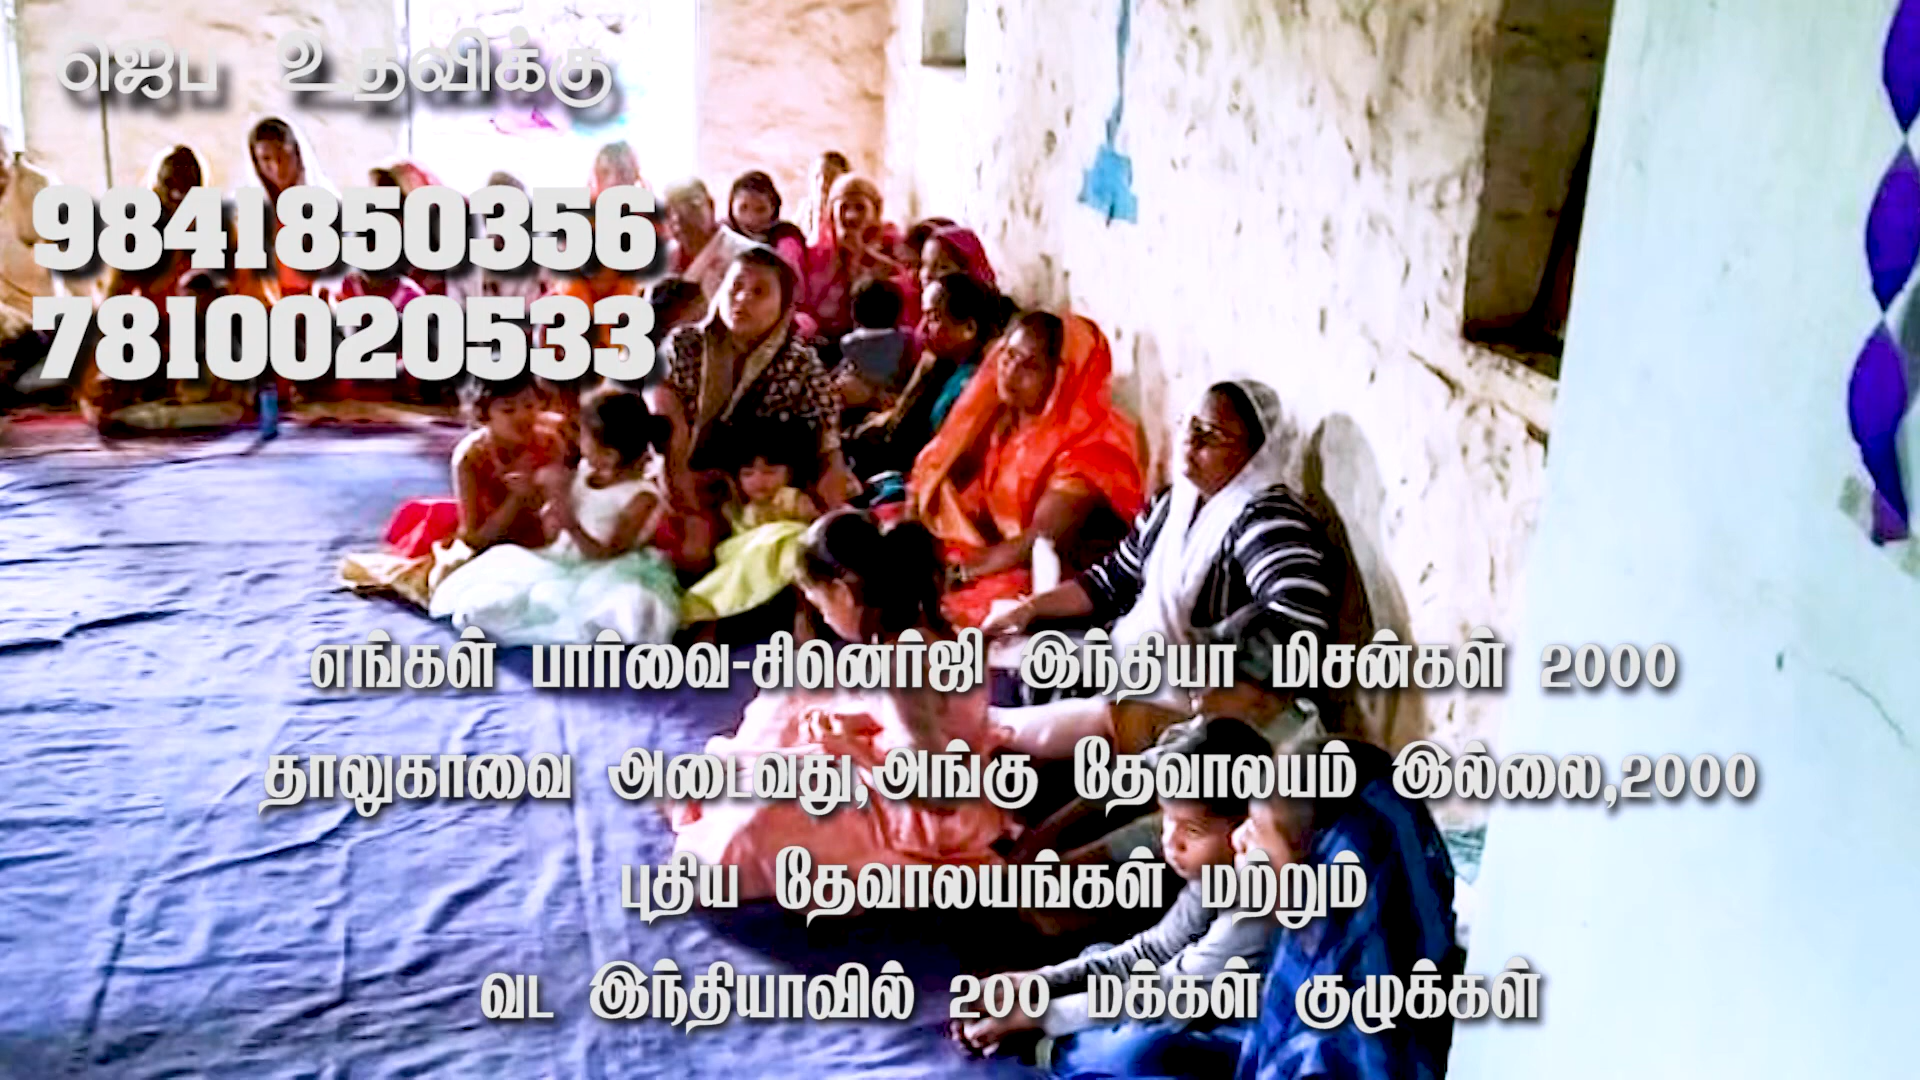 ஜெப உதவிக்கு
9841850356
7810020533
எங்கள் பார்வை-சினெர்ஜி இந்தியா மிசன்கள் 2000
தாலுகாவை அடைவது,அங்கு தேவாலயம் இல்லை,2000
புதிய தேவாலயங்கள் மற்றும்
வட இந்தியாவில் 200 மக்கள் குழுக்கள்